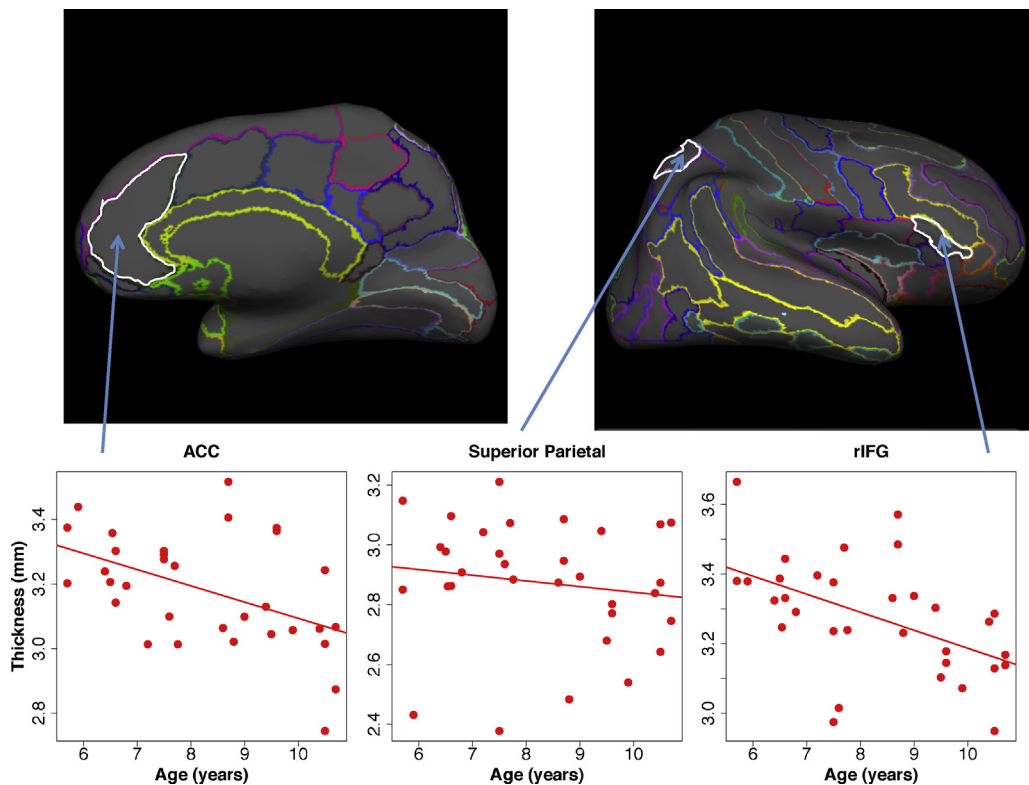 ACC
Superior Parietal
rIFG
Thickness (mm)
3.4
3.2
3.0
2.8
6 7 8 9 10
Age (years)
3.2
3.0
2.8
2.6
2.4
6 7 8 9 10
Age (years)
3.6
3.4
3.2
3.0
6 7 8 9 10
Age (years)